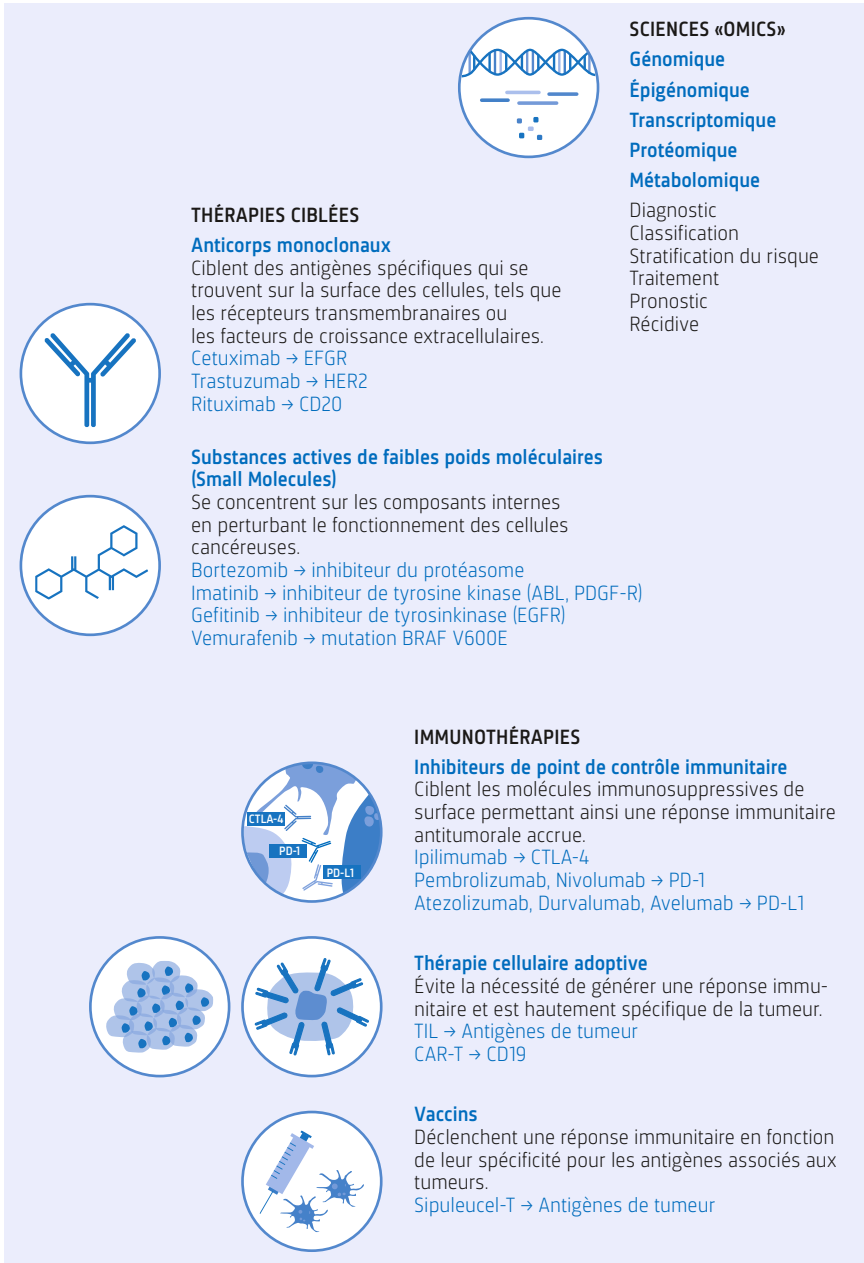 SCIENCES «OMICS»
Génomique
Épigénomique
Transcriptomique
Protéomique
Métabolomique
Diagnostic
Classification
Stratification du risque
Traitement
Pronostic
Récidive
THÉRAPIES CIBLÉES
Anticorps monoclonaux
Ciblent des antigènes spécifiques qui se
trouvent sur la surface des cellules, tels que
les récepteurs transmembranaires ou
les facteurs de croissance extracellulaires.
Cetuximab → EFGR
Trastuzumab → HER2
Rituximab → CD20
Substances actives de faibles poids moléculaires
(Small Molecules)
Se concentrent sur les composants internes
en perturbant le fonctionnement des cellules
cancéreuses.
Bortezomib → inhibiteur du protéasome
Imatinib → inhibiteur de tyrosine kinase (ABL, PDGF-R)
Gefitinib → inhibiteur de tyrosinkinase (EGFR)
Vemurafenib → mutation BRAF V600E
IMMUNOTHÉRAPIES
Inhibiteurs de point de contrôle immunitaire
Ciblent les molécules immunosuppressives de
surface permettant ainsi une réponse immunitaire
antitumorale accrue.
Ipilimumab → CTLA-4
Pembrolizumab, Nivolumab → PD-1
Atezolizumab, Durvalumab, Avelumab → PD-L1
CTLA-4
PD-1
PD-L1
Thérapie cellulaire adoptive
Évite la nécessité de générer une réponse immu-
nitaire et est hautement spécifique de la tumeur.
TIL → Antigènes de tumeur
CAR-T → CD19
Vaccins
Déclenchent une réponse immunitaire en fonction
de leur spécificité pour les antigènes associés aux
tumeurs.
Sipuleucel-T → Antigènes de tumeur